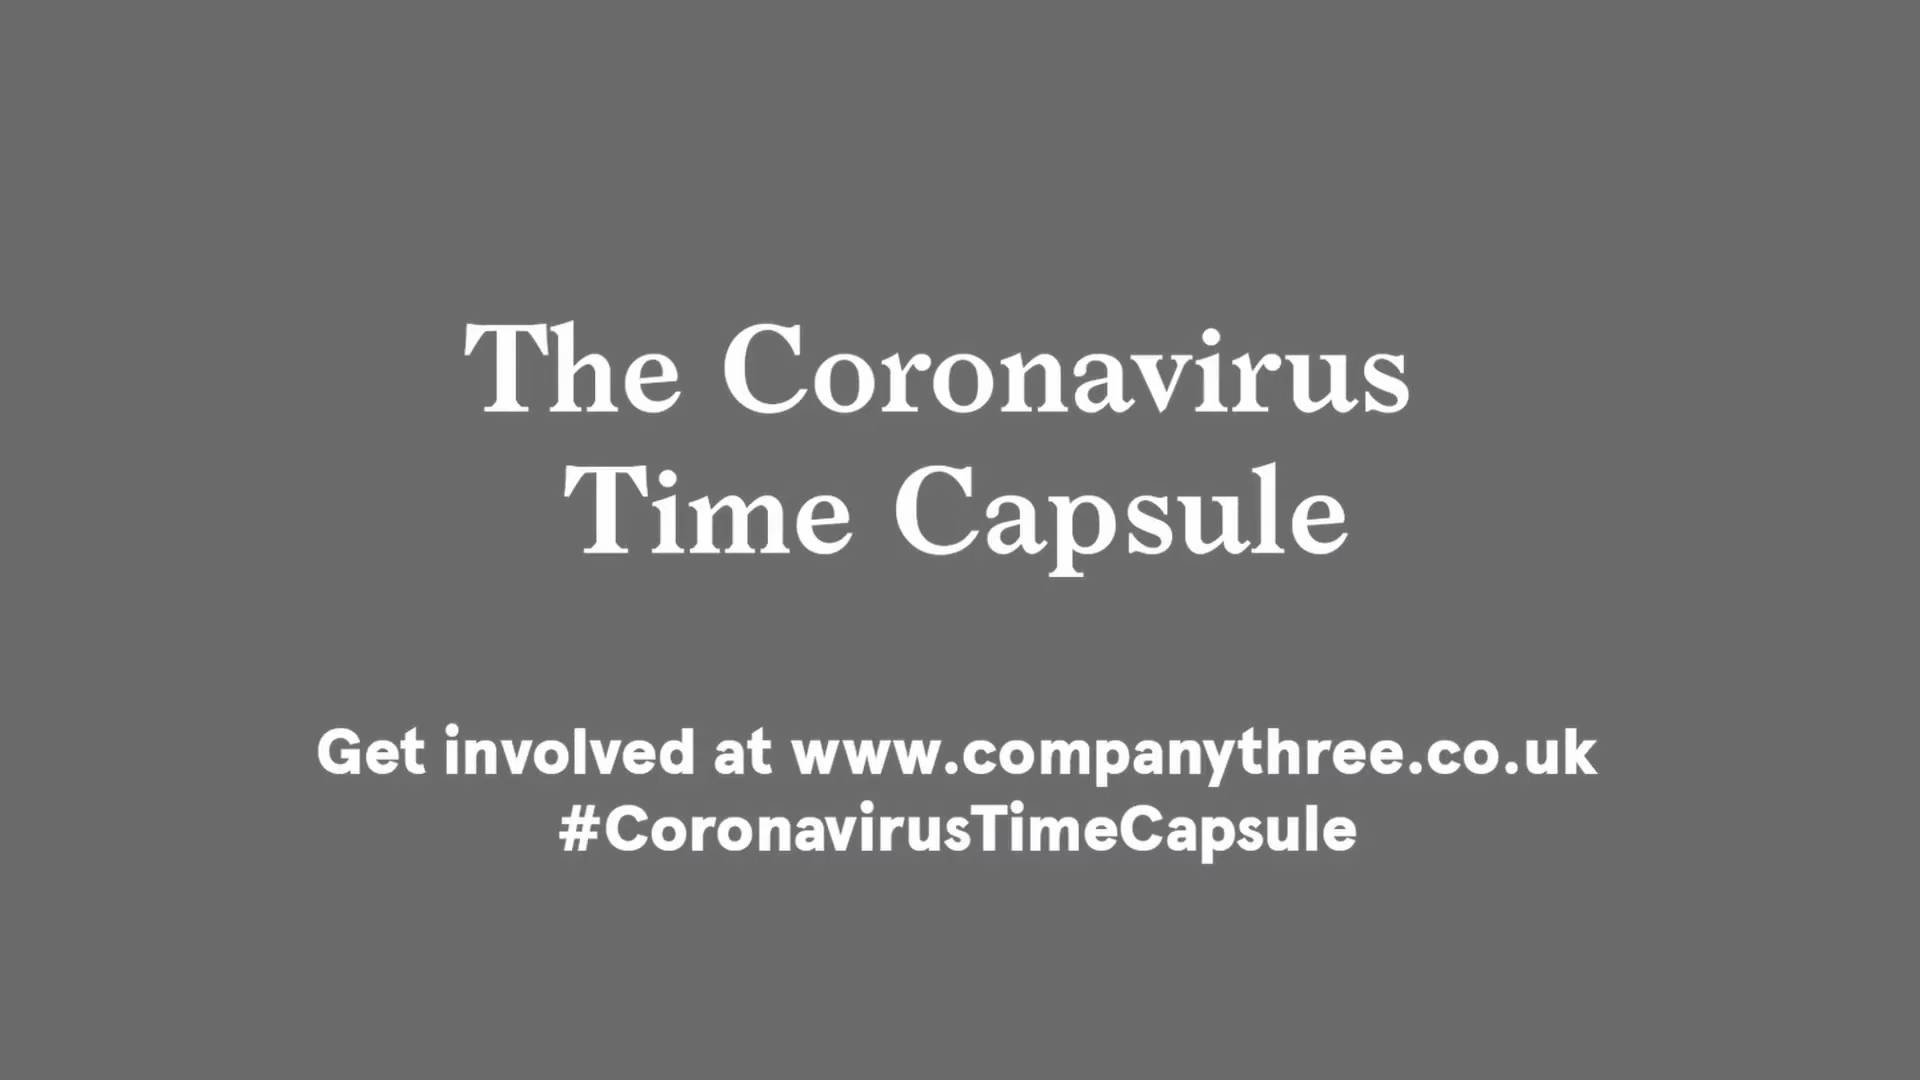 The Coronavirus
Time Capsule
Get involved at www.companythree.co.uk
#CoronavirusTimeCapsule